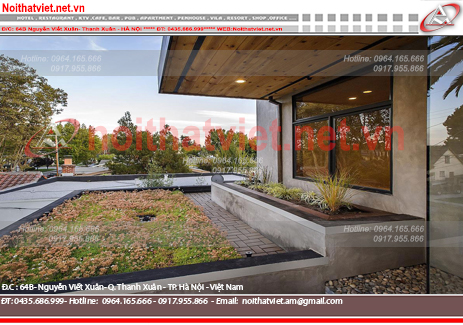 Noithatviet.net.vn
HOTEL . RESTAURANT . KTV .CAFE. BAR . PUB . APARTMENT . PENHOUSE . VILA . RESORT . SHOP .OFFICE ...
Đ/C: 64B Nguyễn Viết Xuân- Thanh Xuân - HÀ NỘI ***** ĐT: 0435.686.999***** WEB:Noithatviet.net.vn
Hotline: 0964.165.666
0917.955.866
Hotline: 0964.165.666
0917.955.866
noithatviet.net.vn
Hotline: 0964.165.666
0917.955.866
Hotline: 0964.165.666
0917.955.866
Hotline: 0964.165.666
0917.955.866
Đ.C : 64B- Nguyễn Viết Xuân- Q. Thanh Xuân - TP. Hà Nội - Việt Nam
ĐT: 0435.686.999- Hotline: 0964.165.666 - 0917.955.866 - Email: noithatviet.am@gmail.com